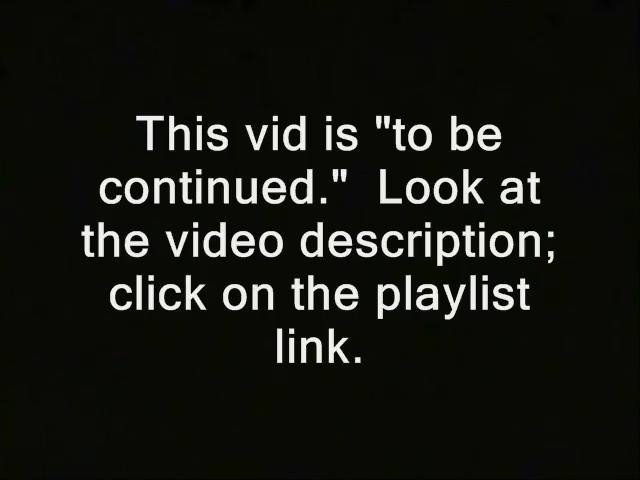 This vid is "to be
continued."  Look at
the video description;
click on the playlist
link.